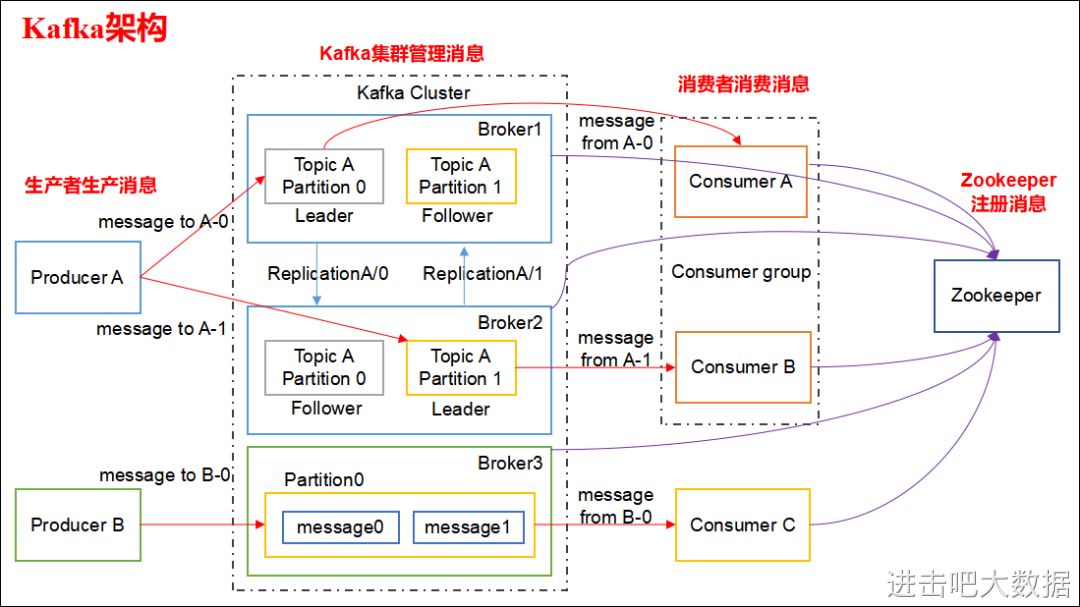 Kafka架构
Kafka集群管理消息
消费者消费消息
生产者生产消息
Zookeeper
注册消息
Kafka Cluster
Broker1
Topic A
Partition 0
Leader
Topic A
Partition 1
Follower
message to A-0
Producer A
message to A-1
ReplicationA/0
ReplicationA/1
Broker2
Topic A
Partition 0
Follower
Topic A
Partition 1
Leader
Broker3
Partition0
message0
message1
message to B-0
Producer B
message
from A-0
Consumer A
Consumer group
message
from A-1
Consumer B
message
from B-0
Consumer C
Zookeeper
进击吧大数据